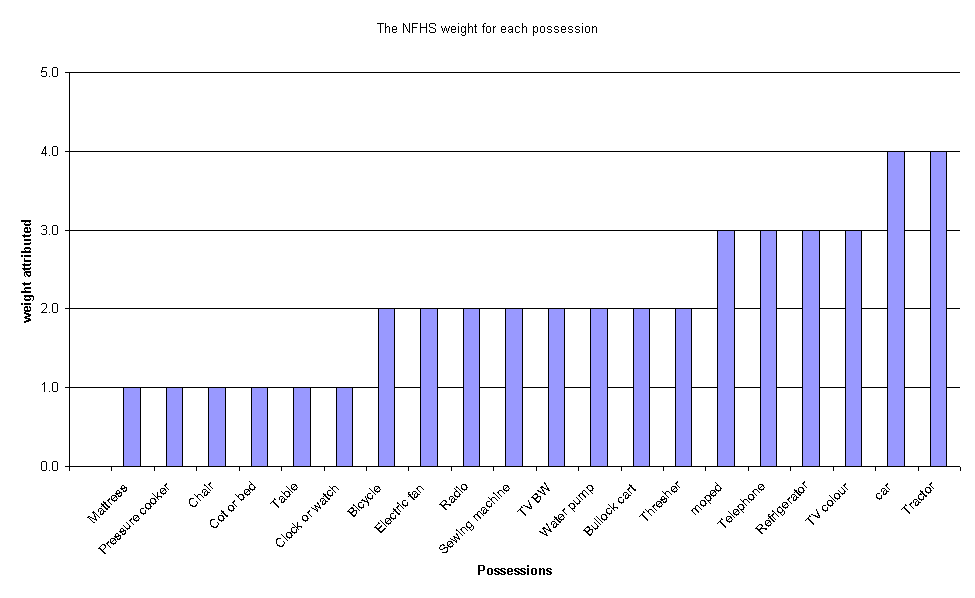 The NFHS weight for each possession
5.0
4.0
3.0
2.0
1.0
0.0
weight attributed
Mattress
Pressure cooker
Chair
Cot or bed
Table
Clock or watch
Bicycle
Electric fan
Radio
Sewing machine
TV BW
Water pump
Bullock cart
Thresher
moped
Telephone
Refrigerator
TV colour
car
Tractor
Possessions